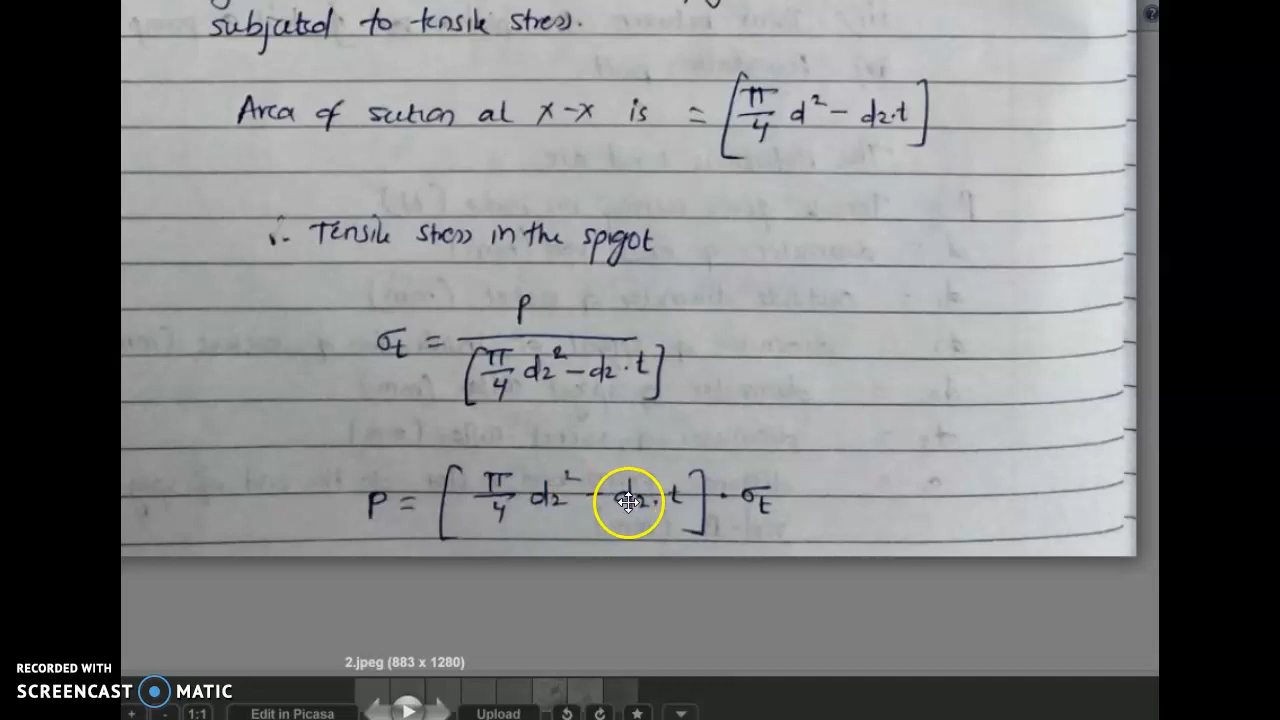 subjected to tensile stress.
Area of section at x-x is = [π/4 d² - d₂.t]
∴ Tensile stress in the spigot
σt = P / [π/4 d₂² - d₂.t]
P = [π/4 d₂² - d₂.t] . σt
2.jpeg (883 x 1280)
RECORDED WITH
SCREENCAST MATIC
+ - 1:1 Edit in Picasa Upload